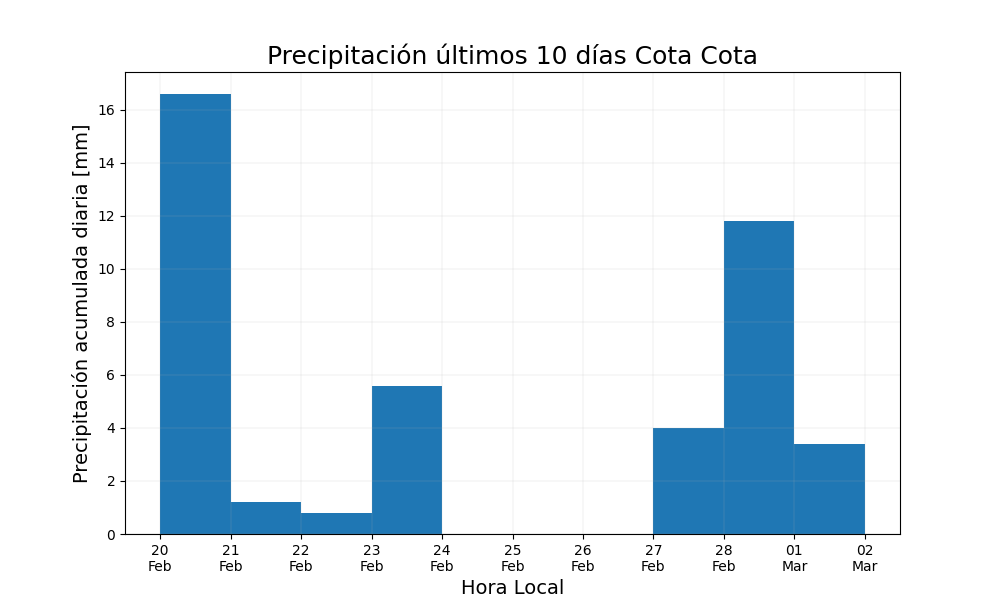 Precipitación últimos 10 días Cota Cota
Precipitación acumulada diaria [mm]
16
14
12
10
8
6
4
2
0
20 21 22 23 24 25 26 27 28 01 02
Feb Feb Feb Feb Feb Feb Feb Feb Feb Mar Mar
Hora Local